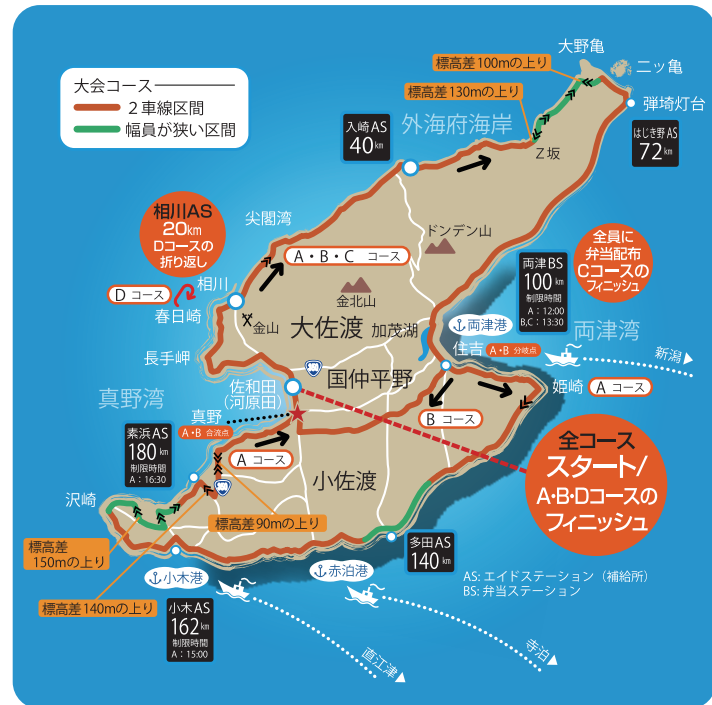 大会コース
2車線区間
幅員が狭い区間
大野亀
二ッ亀
標高差100mの上り
標高差130mの上り
弾埼灯台
はじき野AS
72km
入崎AS
40km
外海府海岸
Z坂
相川AS
20km
Dコースの
折り返し
尖閣湾
A・B・C コース
ドンデン山
全員に
弁当配布
Cコースの
フィニッシュ
両津BS
100km
制限時間
A:12:00
B,C:13:30
D コース
相川
春日崎
金北山
金山
大佐渡
加茂湖
両津港
両津湾
住吉
A・B 分岐点
新潟
長手岬
国仲平野
佐和田
(河原田)
姫崎
A コース
真野湾
真野
A・B 合流点
B コース
素浜AS
180km
制限時間
A:16:30
A コース
小佐渡
全コース
スタート/
A・B・Dコースの
フィニッシュ
沢崎
標高差90mの上り
標高差
150mの上り
多田AS
140km
小木港
赤泊港
AS: エイドステーション(補給所)
BS: 弁当ステーション
標高差140mの上り
小木AS
162km
制限時間
A:15:00
直江津
寺泊